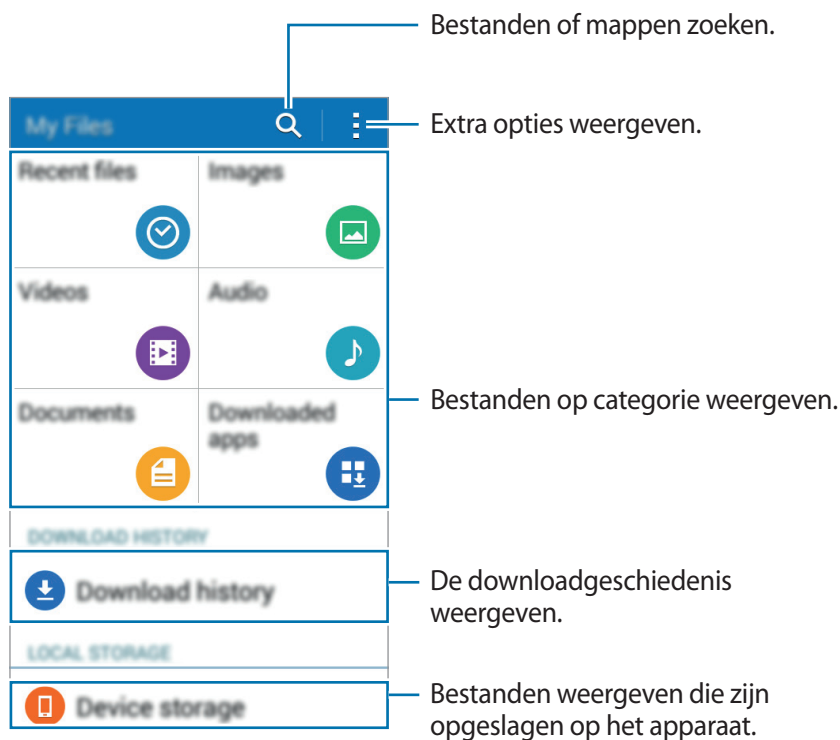 Bestanden of mappen zoeken.
My Files
Extra opties weergeven.
Recent files
Images
Videos
Audio
Bestanden op categorie weergeven.
Documents
Downloaded
apps
DOWNLOAD HISTORY
Download history
De downloadgeschiedenis
weergeven.
LOCAL STORAGE
Device storage
Bestanden weergeven die zijn
opgeslagen op het apparaat.